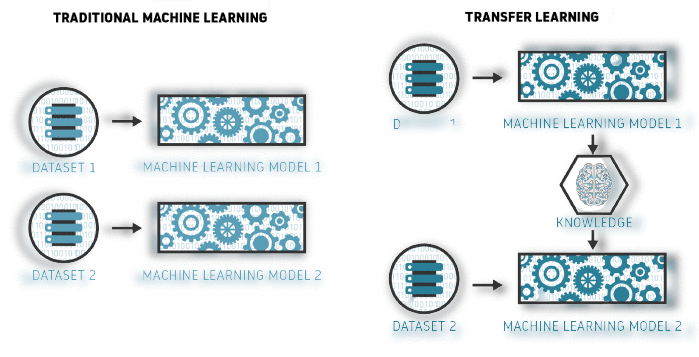 TRADITIONAL MACHINE LEARNING
DATASET 1
MACHINE LEARNING MODEL 1
DATASET 2
MACHINE LEARNING MODEL 2
TRANSFER LEARNING
MACHINE LEARNING MODEL 1
KNOWLEDGE
DATASET 2
MACHINE LEARNING MODEL 2